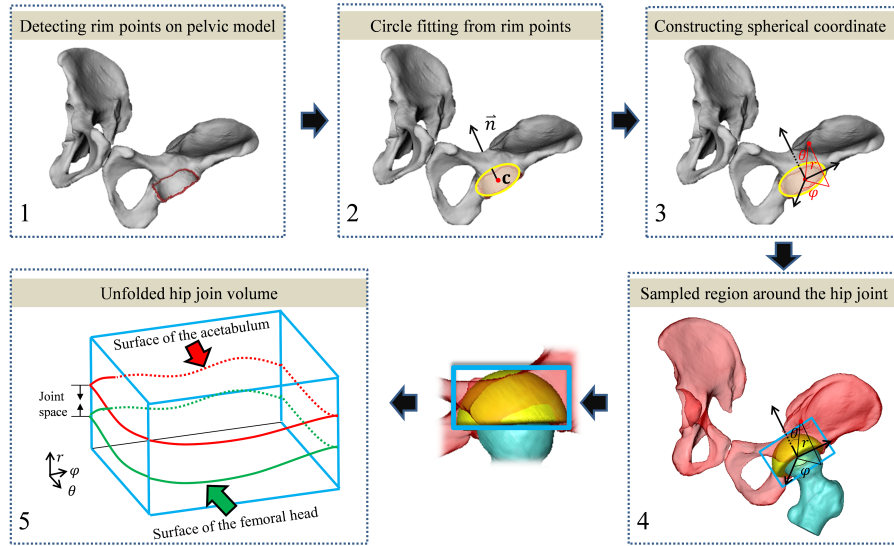 Detecting rim points on pelvic model
1
Circle fitting from rim points
n
c
2
Constructing spherical coordinate
θ
r
φ
3
Sampled region around the hip joint
θ
r
φ
4
Unfolded hip join volume
Surface of the acetabulum
Joint
space
r
φ
θ
Surface of the femoral head
5